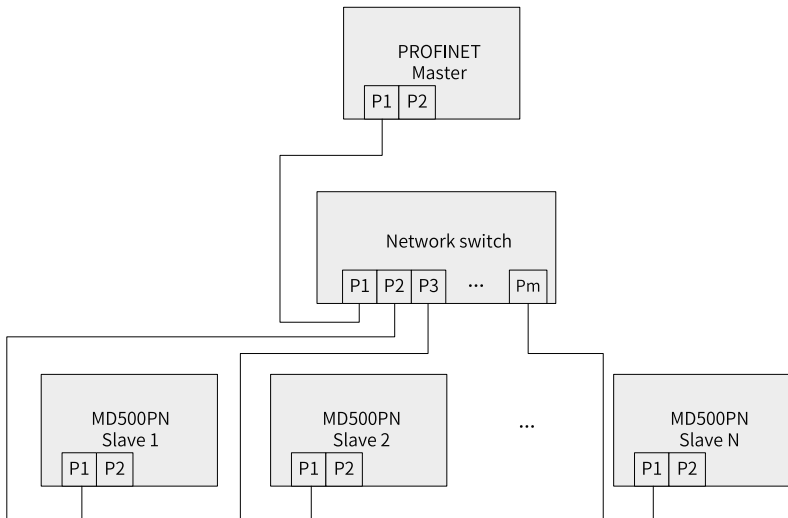 PROFINET
Master
P1 P2
Network switch
P1 P2 P3 ... Pm
MD500PN
Slave 1
P1 P2
MD500PN
Slave 2
P1 P2
...
MD500PN
Slave N
P1 P2